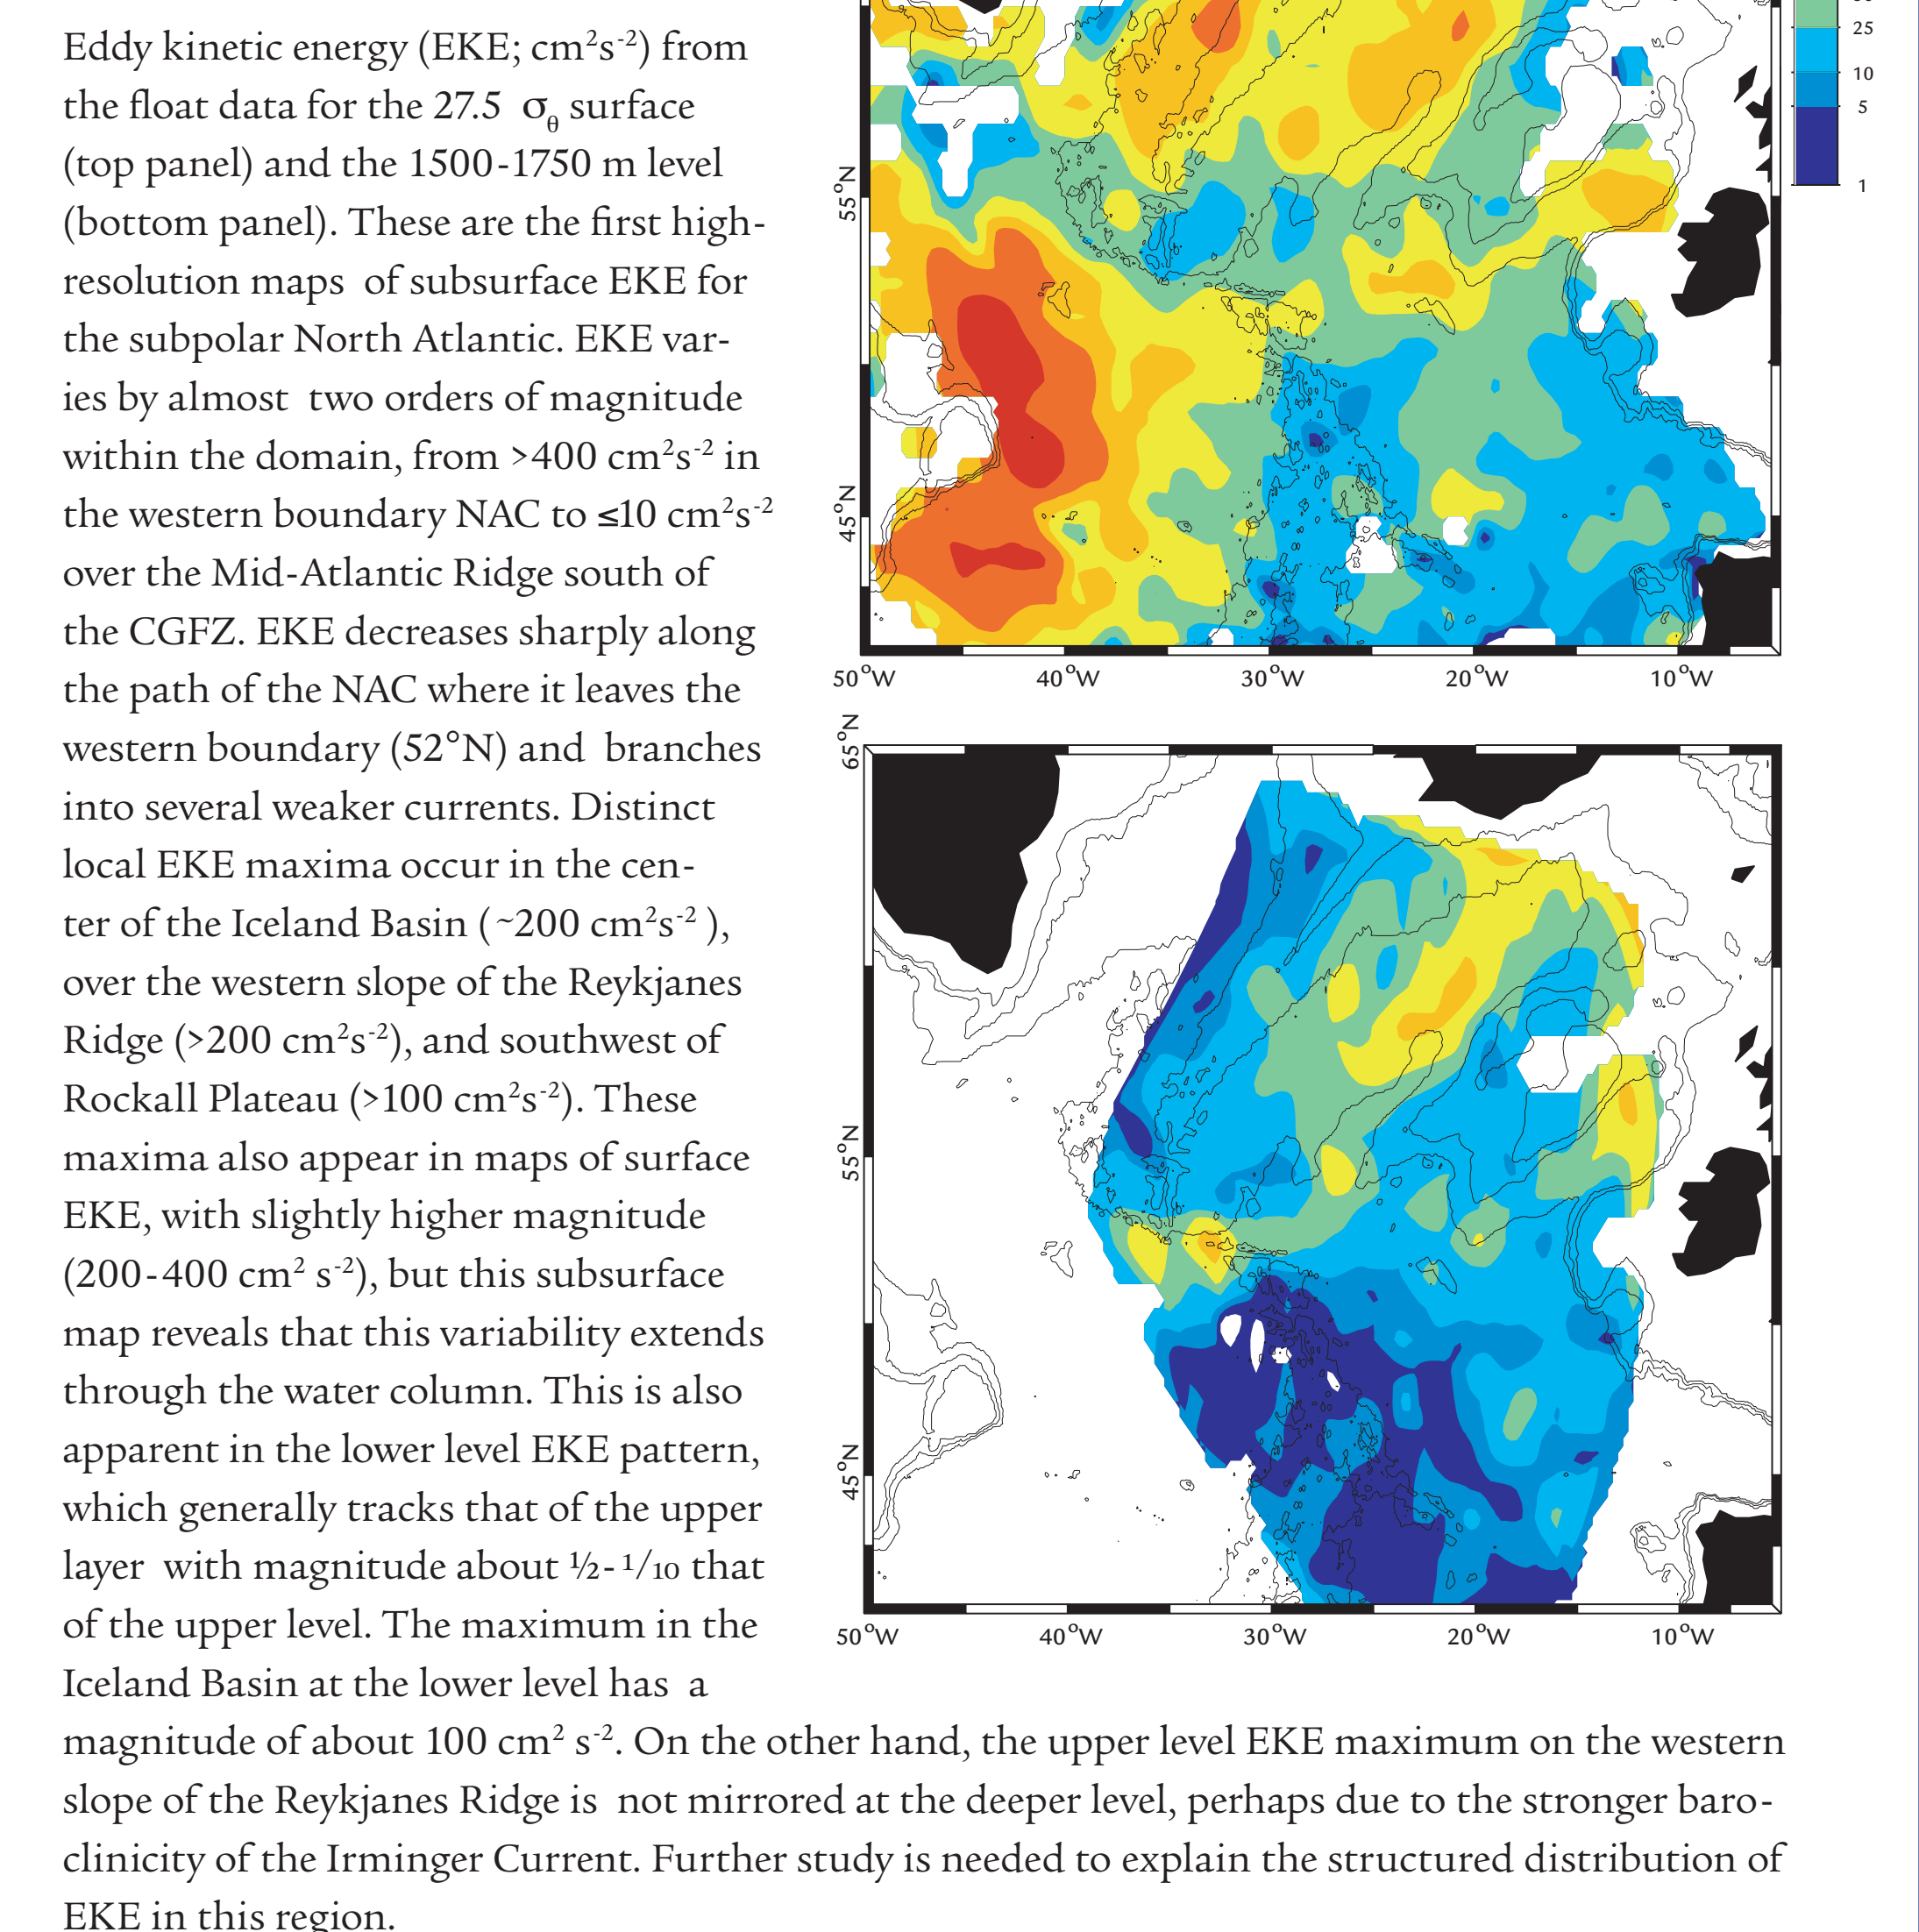 Eddy kinetic energy (EKE; cm²s⁻²) from
the float data for the 27.5 σθ surface
(top panel) and the 1500-1750 m level
(bottom panel). These are the first high-
resolution maps of subsurface EKE for
the subpolar North Atlantic. EKE var-
ies by almost two orders of magnitude
within the domain, from >400 cm²s⁻² in
the western boundary NAC to ≤10 cm²s⁻²
over the Mid-Atlantic Ridge south of
the CGFZ. EKE decreases sharply along
the path of the NAC where it leaves the
western boundary (52°N) and branches
into several weaker currents. Distinct
local EKE maxima occur in the cen-
ter of the Iceland Basin (~200 cm²s⁻² ),
over the western slope of the Reykjanes
Ridge (>200 cm²s⁻²), and southwest of
Rockall Plateau (>100 cm²s⁻²). These
maxima also appear in maps of surface
EKE, with slightly higher magnitude
(200-400 cm² s⁻²), but this subsurface
map reveals that this variability extends
through the water column. This is also
apparent in the lower level EKE pattern,
which generally tracks that of the upper
layer with magnitude about ½-1/10 that
of the upper level. The maximum in the
Iceland Basin at the lower level has a
magnitude of about 100 cm² s⁻². On the other hand, the upper level EKE maximum on the western
slope of the Reykjanes Ridge is not mirrored at the deeper level, perhaps due to the stronger baro-
clinicity of the Irminger Current. Further study is needed to explain the structured distribution of
EKE in this region.
25
10
5
1
55°N
45°N
50°W 40°W 30°W 20°W 10°W
65°N
55°N
45°N
50°W 40°W 30°W 20°W 10°W